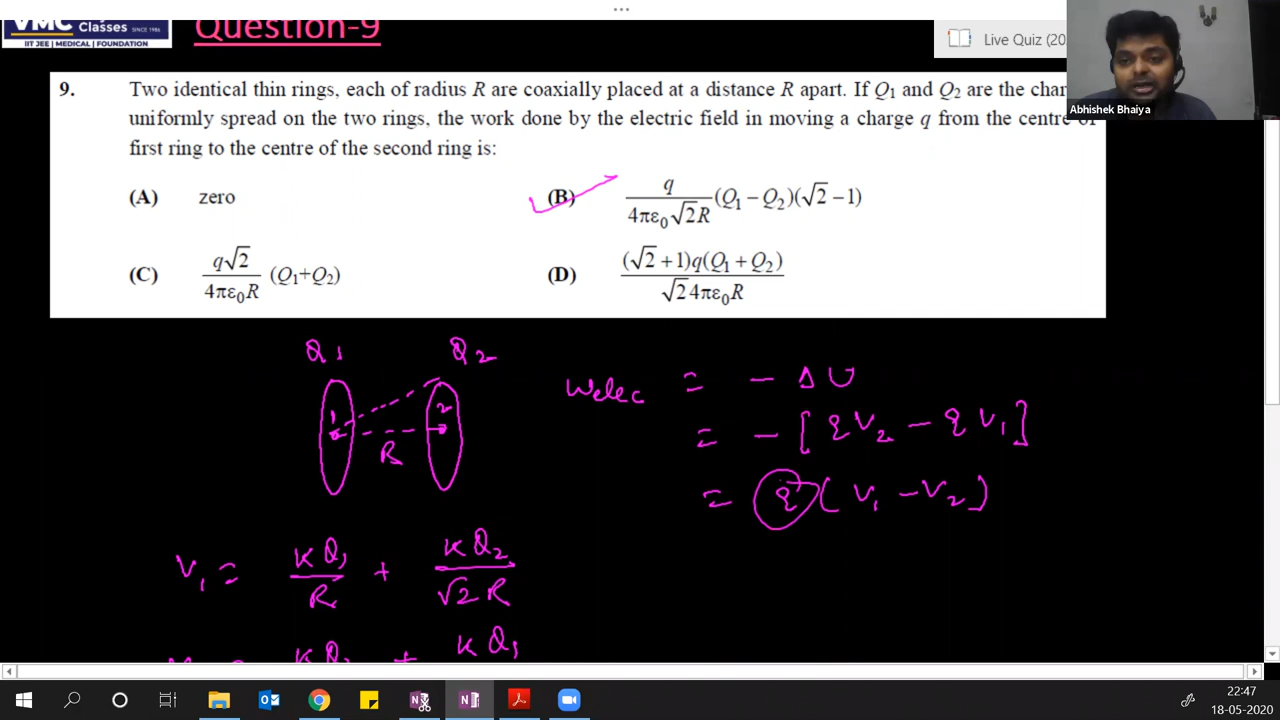 VMC Classes SINCE 1986
IIT JEE | MEDICAL | FOUNDATION
Question-9
Live Quiz (20
Abhishek Bhaiya
9. Two identical thin rings, each of radius R are coaxially placed at a distance R apart. If Q₁ and Q₂ are the char
uniformly spread on the two rings, the work done by the electric field in moving a charge q from the centre of
first ring to the centre of the second ring is:
(A) zero (B) q/(4πε₀√2R) (Q₁ − Q₂)(√2 − 1)
(C) q√2/(4πε₀R) (Q₁+Q₂) (D) (√2 + 1)q(Q₁ + Q₂)/(√2 4πε₀R)
Q₁ Q₂
1 2
R
Welec = − ΔU
= − [qV₂ − qV₁]
= q (V₁ − V₂)
V₁ = KQ₁/R + KQ₂/(√2 R)
+ KQ₁
22:47
18-05-2020